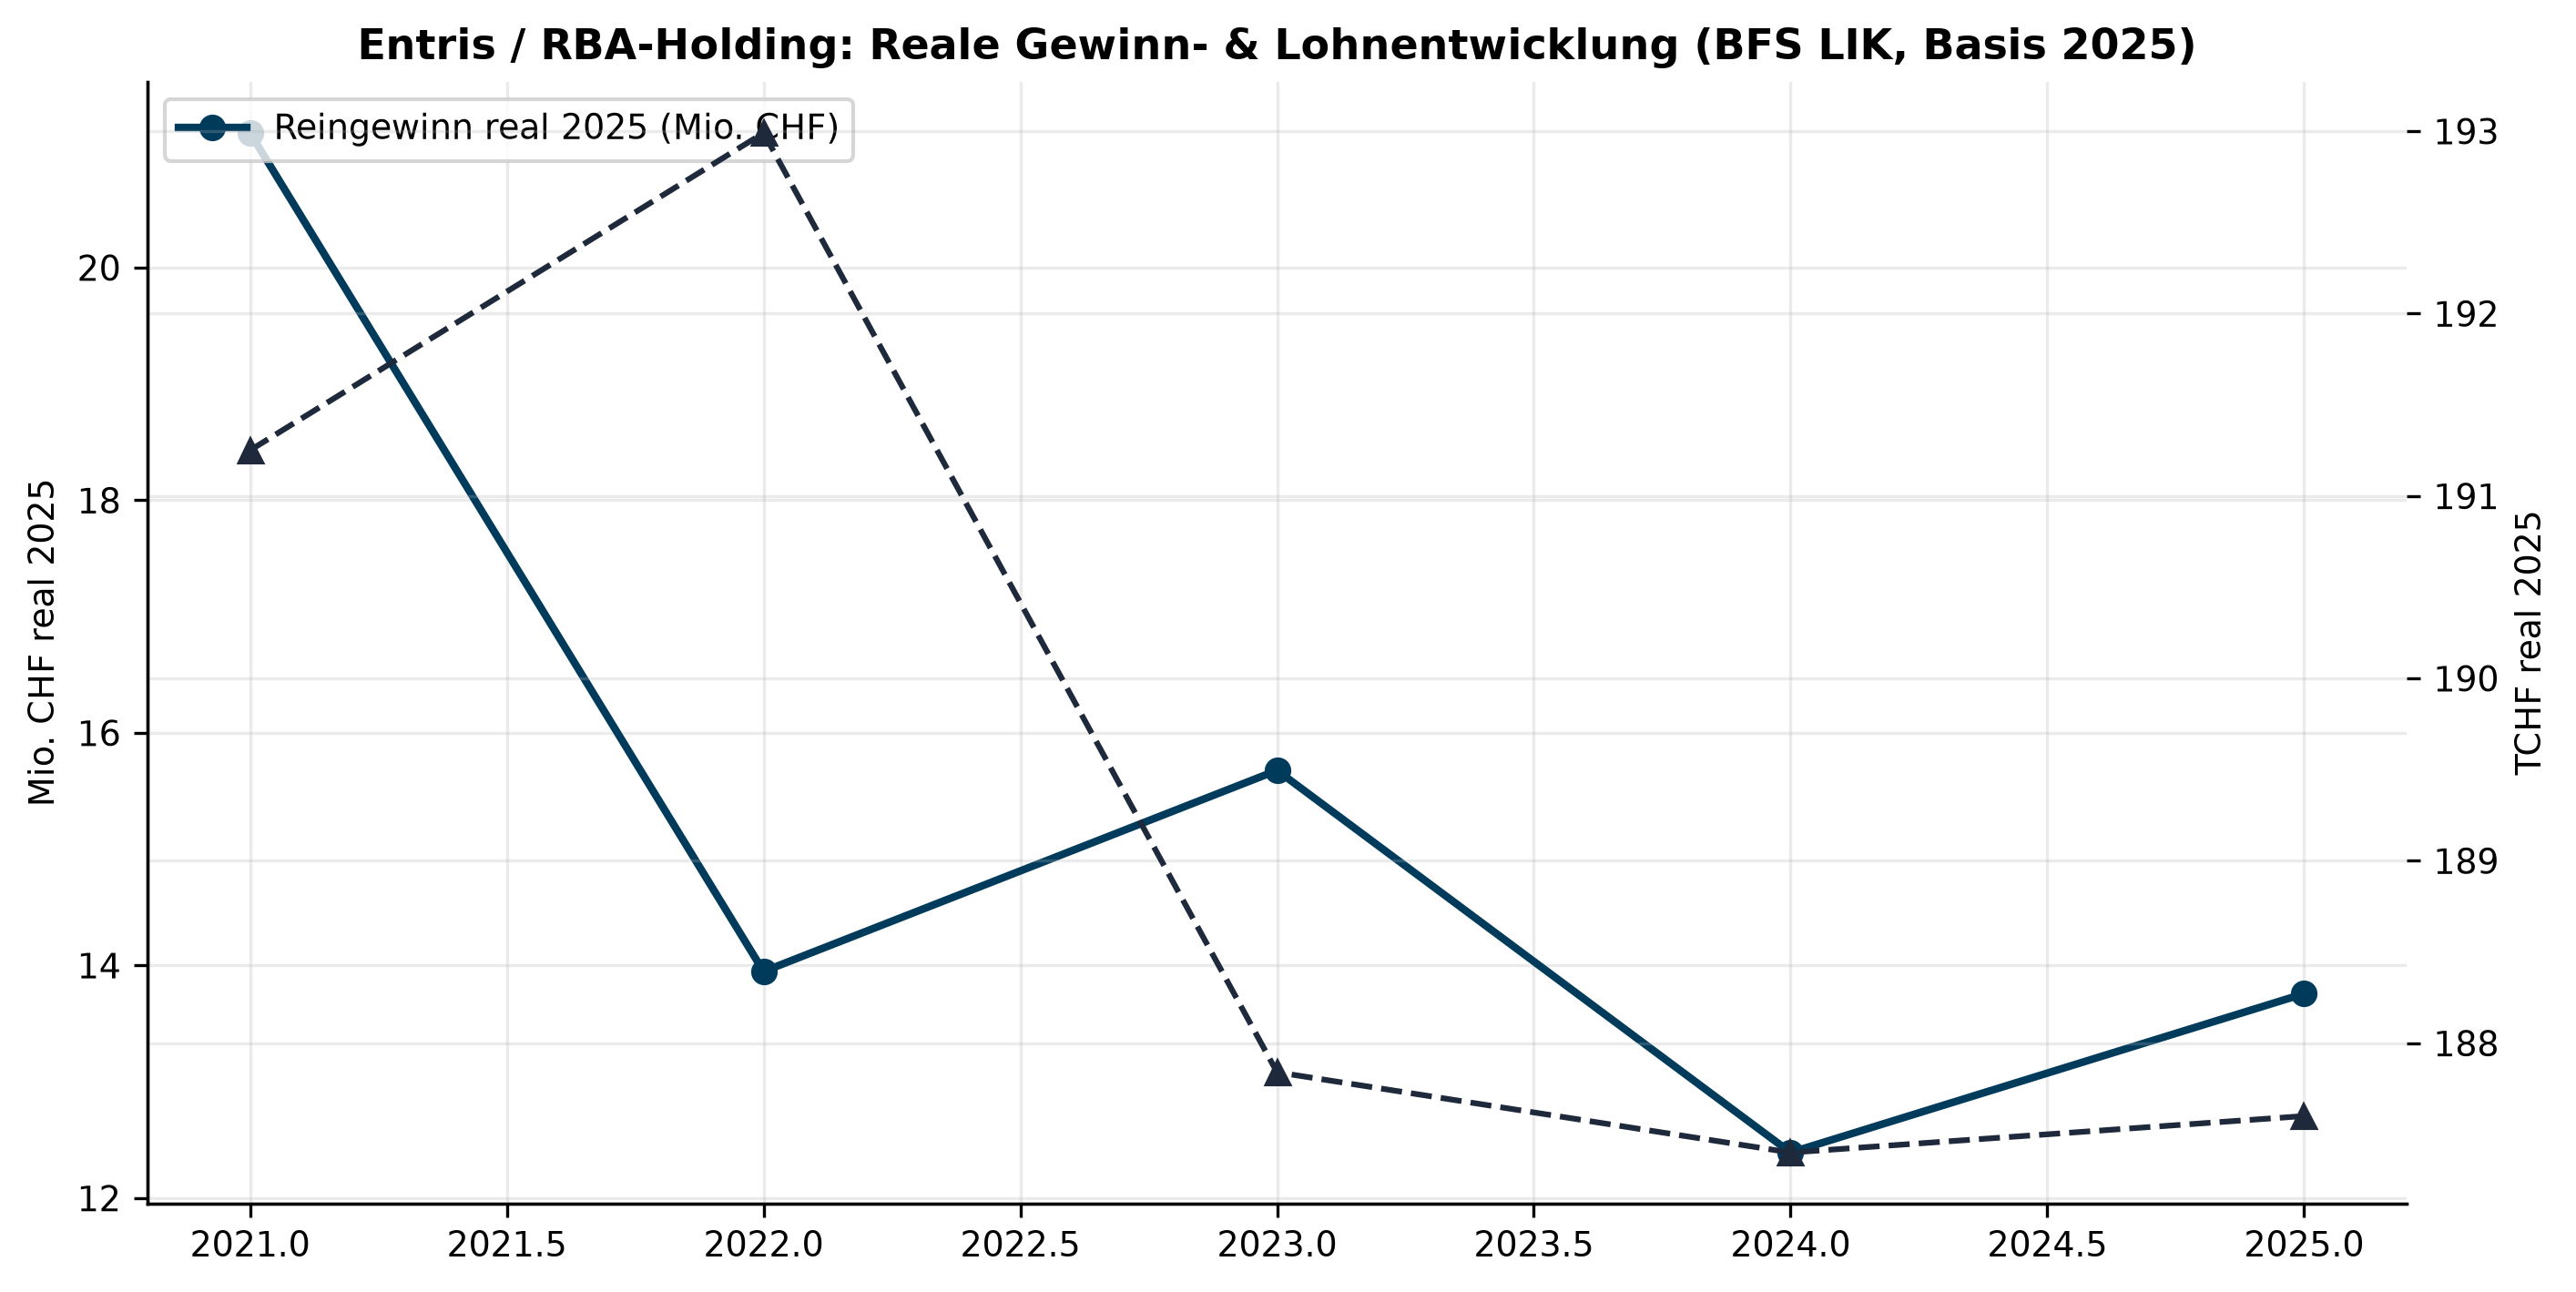 Entris / RBA-Holding: Reale Gewinn- & Lohnentwicklung (BFS LIK, Basis 2025)
Reingewinn real 2025 (Mio. CHF)
Mio. CHF real 2025
20
18
16
14
12
193
192
191
190
189
188
TCHF real 2025
2021.0 2021.5 2022.0 2022.5 2023.0 2023.5 2024.0 2024.5 2025.0